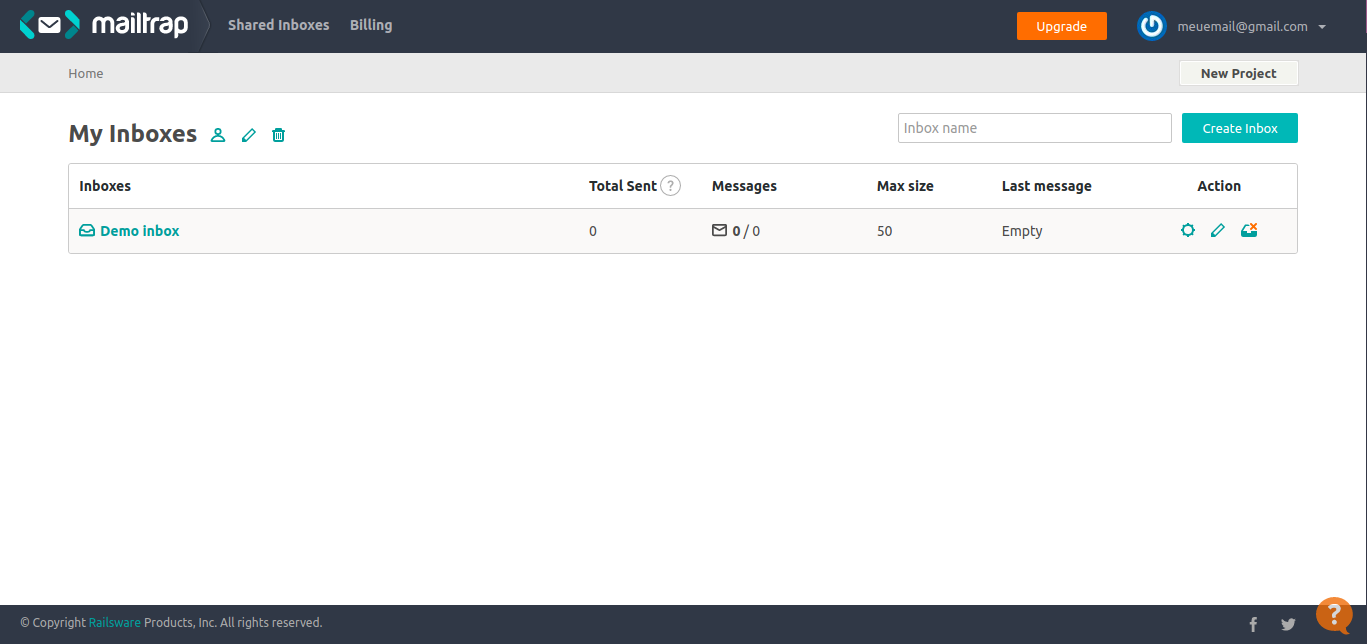 mailtrap Shared Inboxes Billing Upgrade meuemail@gmail.com
Home New Project
My Inboxes Inbox name Create Inbox
Inboxes Total Sent ? Messages Max size Last message Action
Demo inbox 0 0 / 0 50 Empty
© Copyright Railsware Products, Inc. All rights reserved.
?